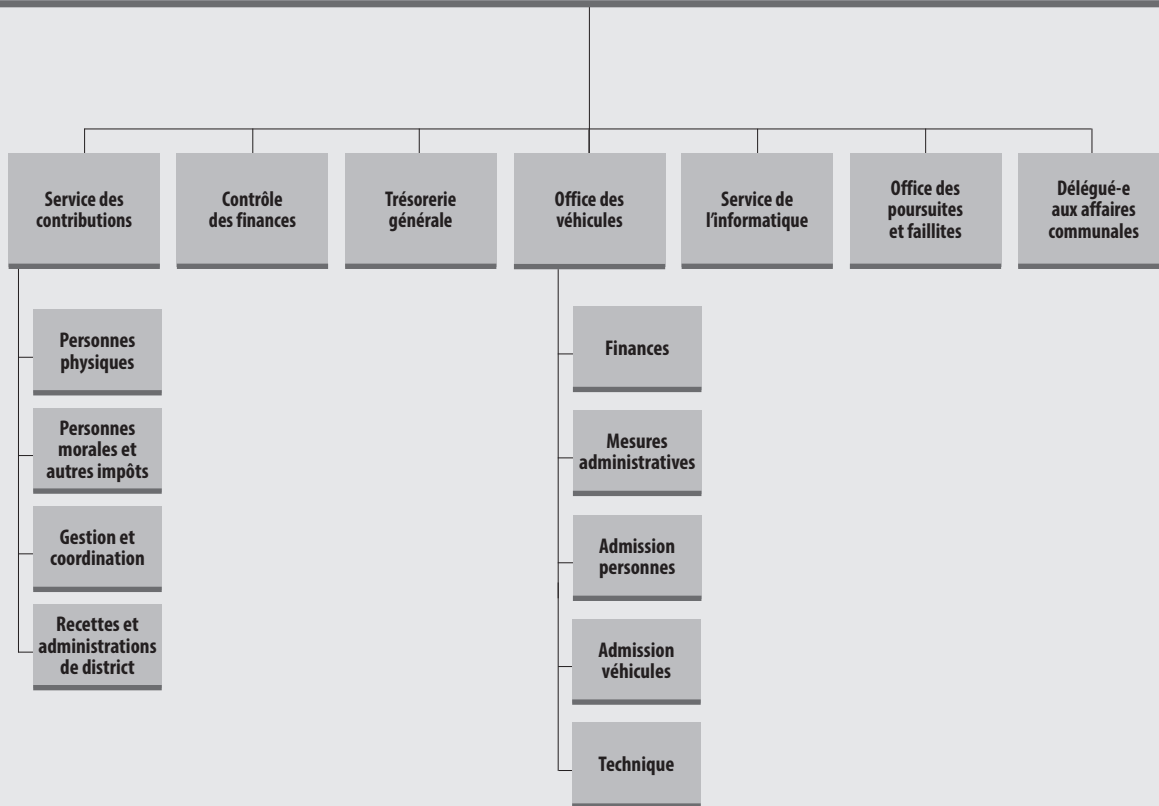 Service des
contributions
Contrôle
des finances
Trésorerie
générale
Office des
véhicules
Service de
l'informatique
Office des
poursuites
et faillites
Délégué-e
aux affaires
communales
Personnes
physiques
Personnes
morales et
autres impôts
Gestion et
coordination
Recettes et
administrations
de district
Finances
Mesures
administratives
Admission
personnes
Admission
véhicules
Technique